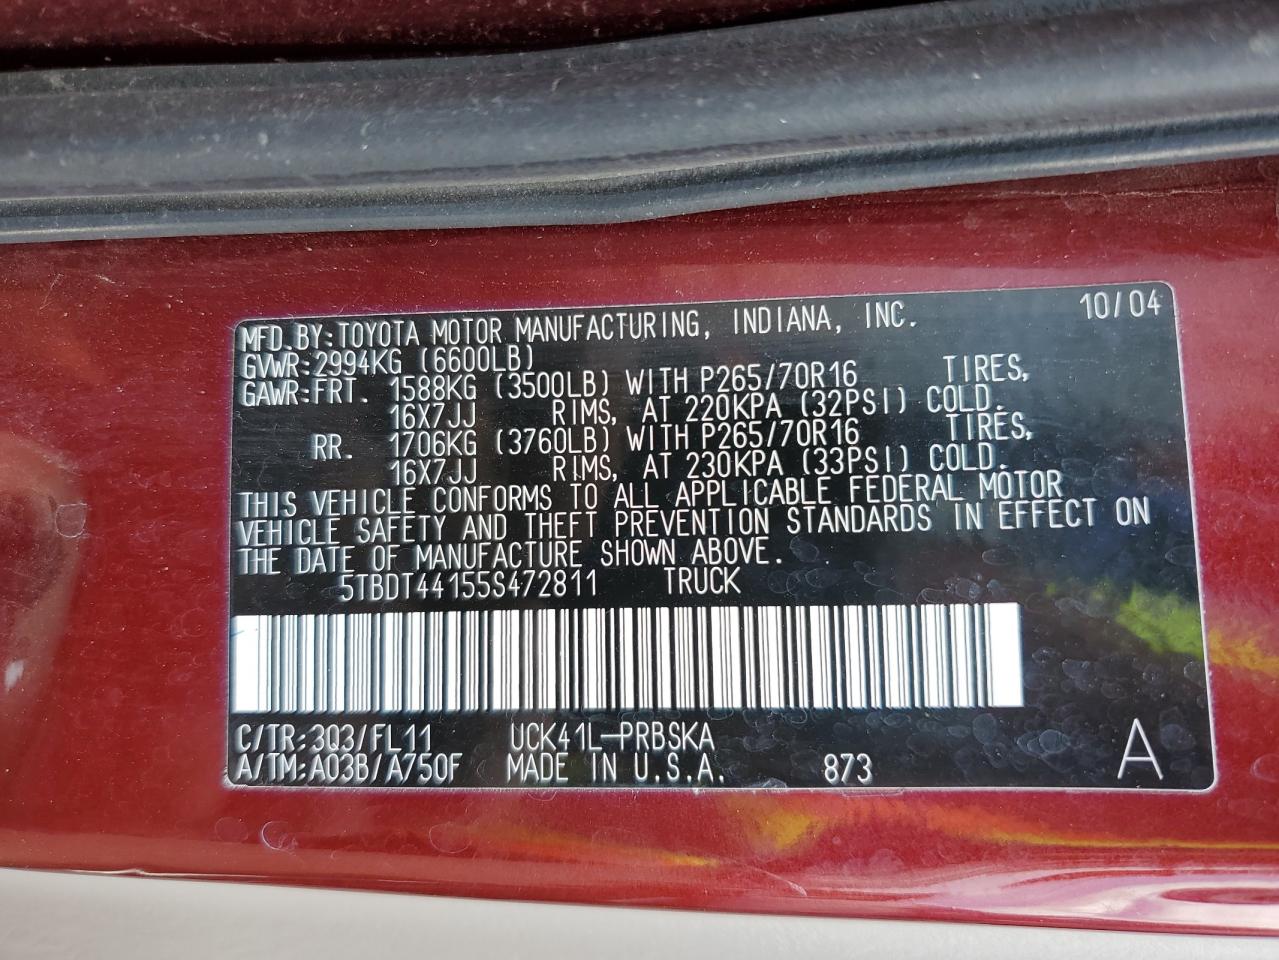 MFD. BY: TOYOTA MOTOR MANUFACTURING, INDIANA, INC. 10/04
GVWR: 2994KG (6600LB)
GAWR: FRT. 1588KG (3500LB) WITH P265/70R16 TIRES,
16X7JJ RIMS, AT 220KPA (32PSI) COLD.
RR. 1706KG (3760LB) WITH P265/70R16 TIRES,
16X7JJ RIMS, AT 230KPA (33PSI) COLD.
THIS VEHICLE CONFORMS TO ALL APPLICABLE FEDERAL MOTOR
VEHICLE SAFETY AND THEFT PREVENTION STANDARDS IN EFFECT ON
THE DATE OF MANUFACTURE SHOWN ABOVE.
5TBDT44155S472811 TRUCK
C/TR: 3Q3/FL11 UCK41L-PRBSKA
A/TM: A03B/A750F MADE IN U.S.A. 873 A